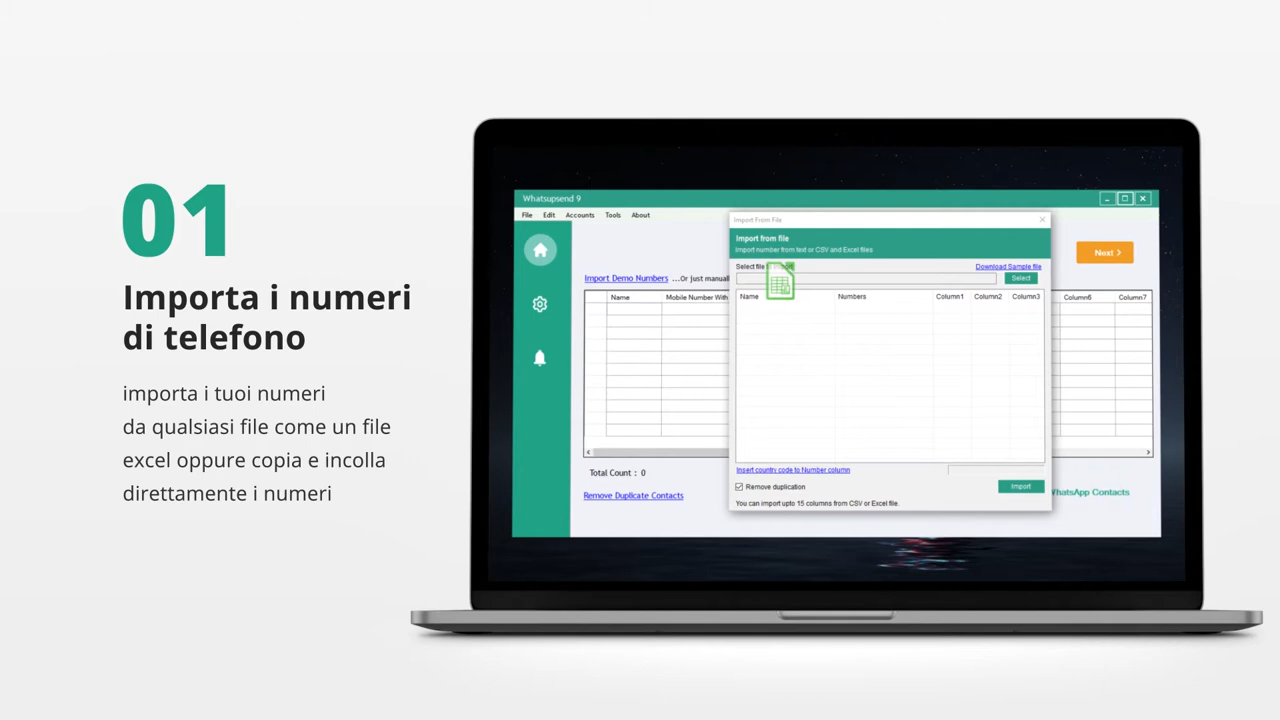 01
Importa i numeri
di telefono
importa i tuoi numeri
da qualsiasi file come un file
excel oppure copia e incolla
direttamente i numeri
Whatsupsend 9
File Edit Accounts Tools About
Import From File
Import from file
Import number from text or CSV and Excel files
Next
Select file
Download Sample file
Import Demo Numbers ...Or just manual
Select
Name Mobile Number With
Name Numbers Column1 Column2 Column3
Column6 Column7
Insert country code to Number column
Total Count : 0
Remove duplication
Import
Remove Duplicate Contacts
WhatsApp Contacts
You can import upto 15 columns from CSV or Excel file.